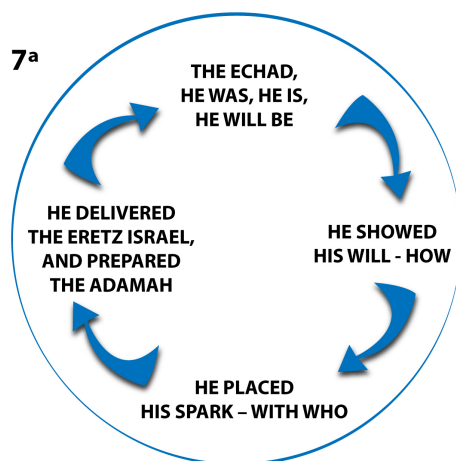 7ª
THE ECHAD,
HE WAS, HE IS,
HE WILL BE
HE SHOWED
HIS WILL - HOW
HE PLACED
HIS SPARK – WITH WHO
HE DELIVERED
THE ERETZ ISRAEL,
AND PREPARED
THE ADAMAH